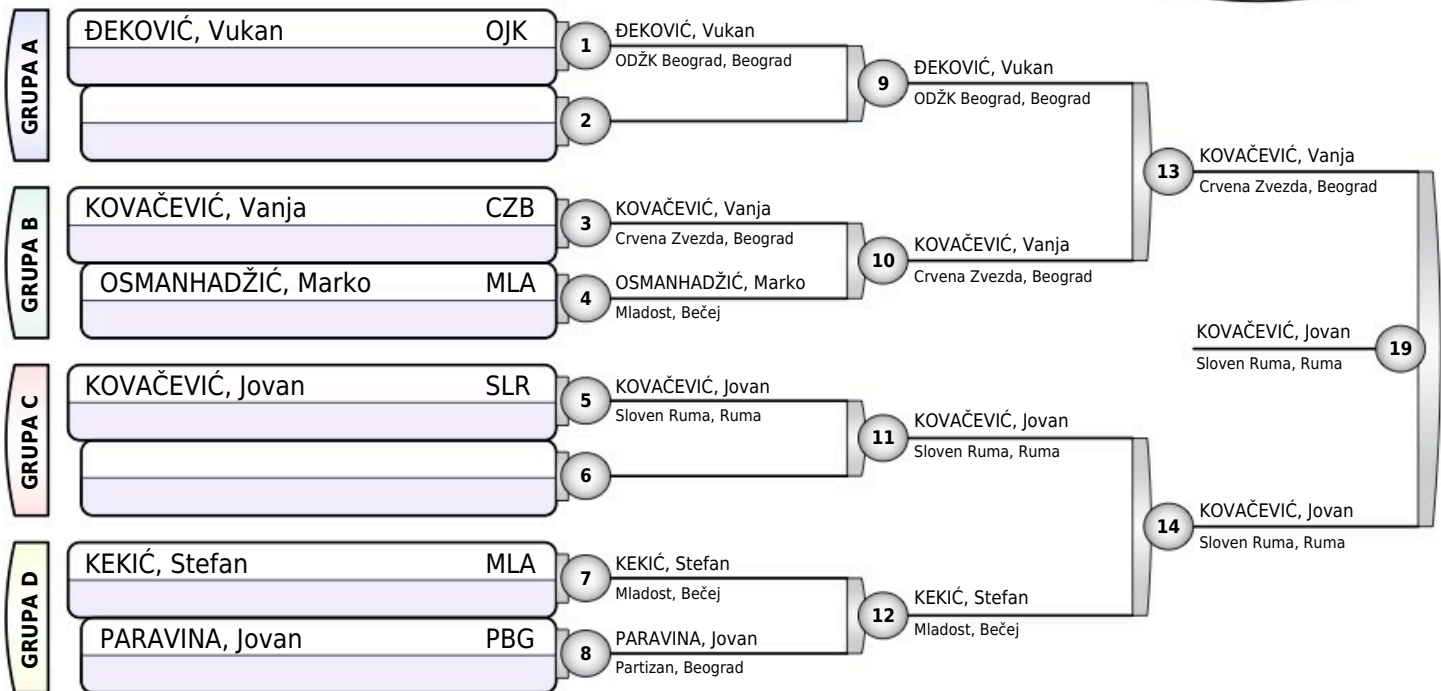 GRUPA A
ĐEKOVIĆ, Vukan OJK
1
ĐEKOVIĆ, Vukan
ODŽK Beograd, Beograd
2
9
ĐEKOVIĆ, Vukan
ODŽK Beograd, Beograd
GRUPA B
KOVAČEVIĆ, Vanja CZB
OSMANHADŽIĆ, Marko MLA
3
KOVAČEVIĆ, Vanja
Crvena Zvezda, Beograd
4
OSMANHADŽIĆ, Marko
Mladost, Bečej
10
KOVAČEVIĆ, Vanja
Crvena Zvezda, Beograd
13
KOVAČEVIĆ, Vanja
Crvena Zvezda, Beograd
GRUPA C
KOVAČEVIĆ, Jovan SLR
5
KOVAČEVIĆ, Jovan
Sloven Ruma, Ruma
6
11
KOVAČEVIĆ, Jovan
Sloven Ruma, Ruma
GRUPA D
KEKIĆ, Stefan MLA
PARAVINA, Jovan PBG
7
KEKIĆ, Stefan
Mladost, Bečej
8
PARAVINA, Jovan
Partizan, Beograd
12
KEKIĆ, Stefan
Mladost, Bečej
14
KOVAČEVIĆ, Jovan
Sloven Ruma, Ruma
KOVAČEVIĆ, Jovan
Sloven Ruma, Ruma
19